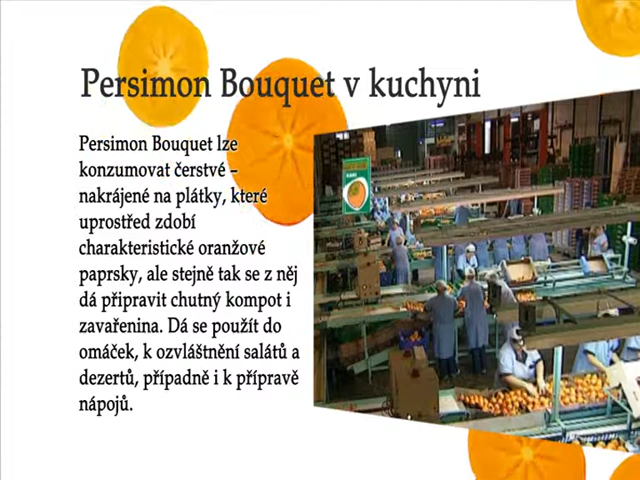 Persimon Bouquet v kuchyni
Persimon Bouquet lze
konzumovat čerstvé –
nakrájené na plátky, které
uprostřed zdobí
charakteristické oranžové
paprsky, ale stejně tak se z něj
dá připravit chutný kompot i
zavařenina. Dá se použít do
omáček, k ozvláštnění salátů a
dezertů, případně i k přípravě
nápojů.